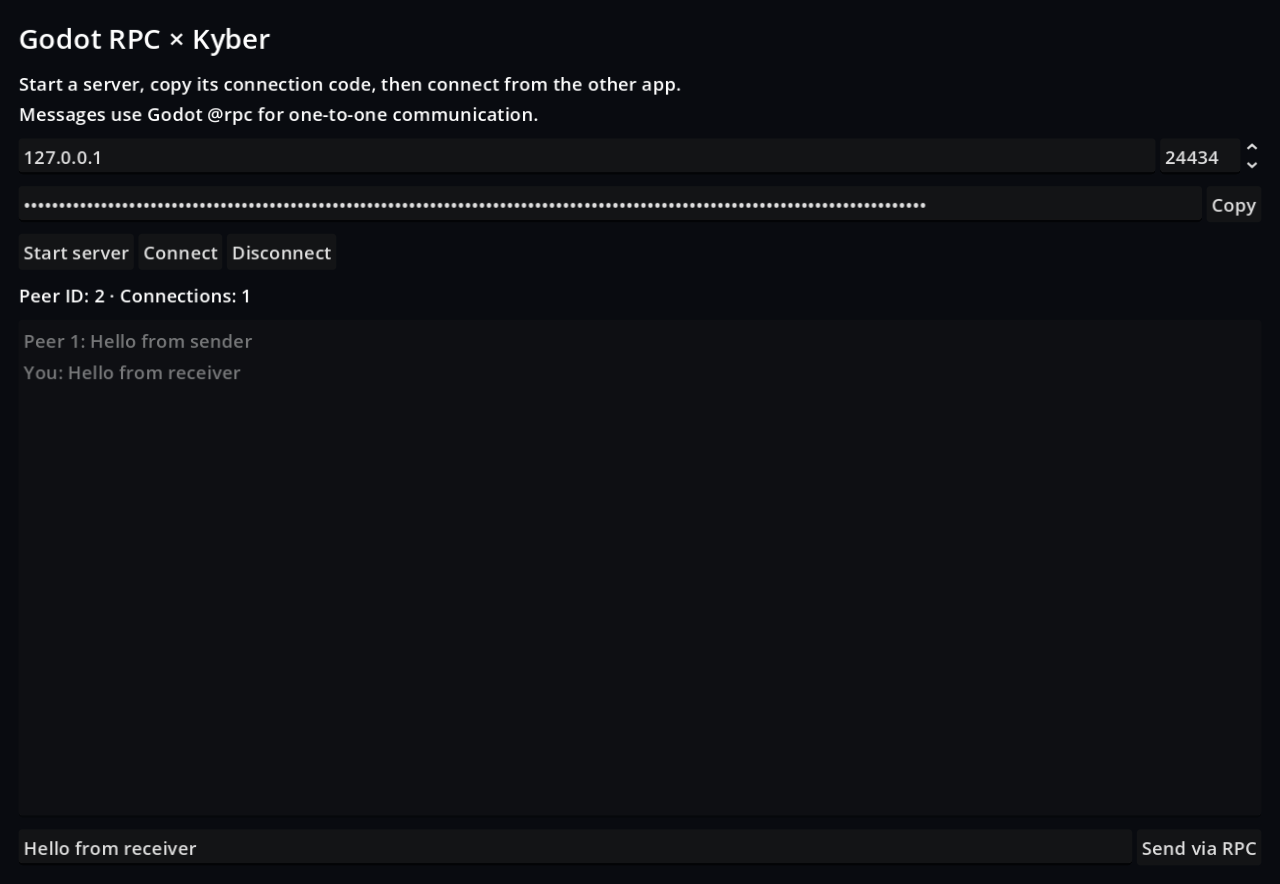 Godot RPC × Kyber
Start a server, copy its connection code, then connect from the other app.
Messages use Godot @rpc for one-to-one communication.
127.0.0.1
24434
Copy
Start server
Connect
Disconnect
Peer ID: 2 · Connections: 1
Peer 1: Hello from sender
You: Hello from receiver
Hello from receiver
Send via RPC